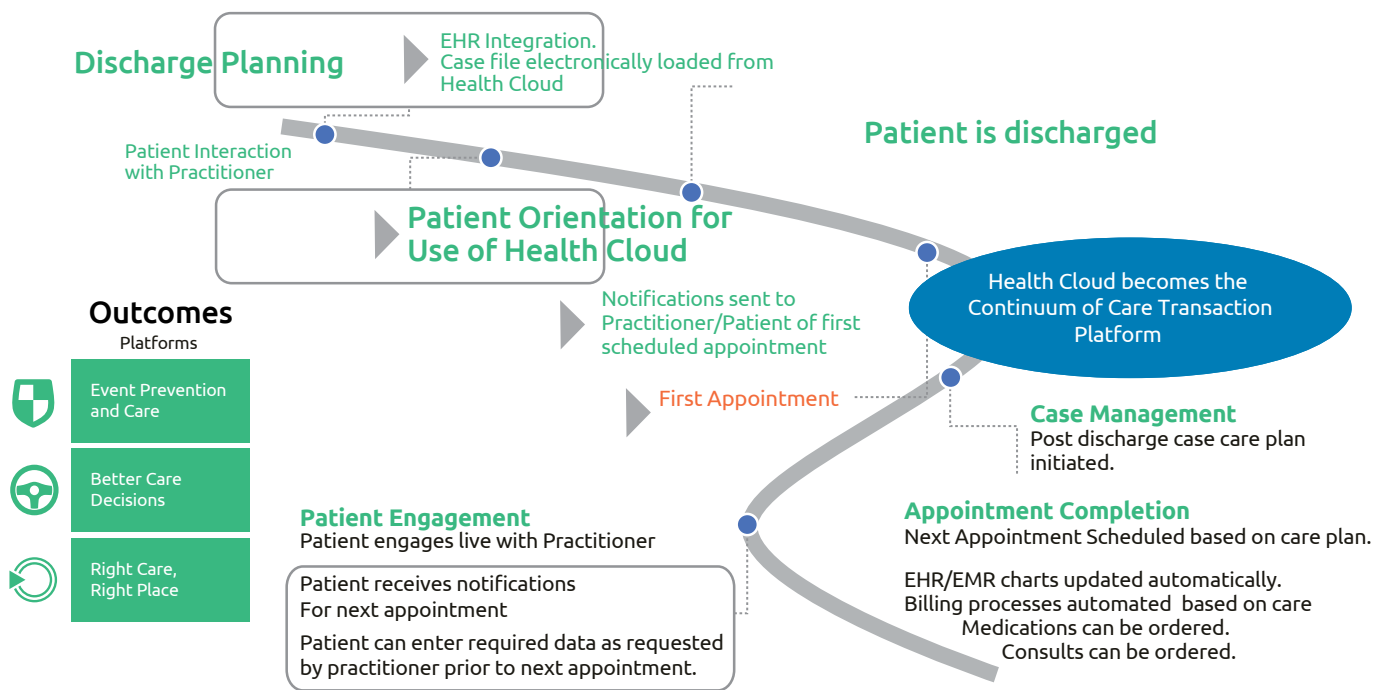 Discharge Planning
EHR Integration.
Case file electronically loaded from
Health Cloud
Patient is discharged
Patient Interaction
with Practitioner
Patient Orientation for
Use of Health Cloud
Health Cloud becomes the
Continuum of Care Transaction
Platform
Notifications sent to
Practitioner/Patient of first
scheduled appointment
First Appointment
Outcomes
Platforms
Event Prevention
and Care
Better Care
Decisions
Right Care,
Right Place
Case Management
Post discharge case care plan
initiated.
Patient Engagement
Patient engages live with Practitioner
Patient receives notifications
For next appointment
Patient can enter required data as requested
by practitioner prior to next appointment.
Appointment Completion
Next Appointment Scheduled based on care plan.
EHR/EMR charts updated automatically.
Billing processes automated  based on care
Medications can be ordered.
Consults can be ordered.